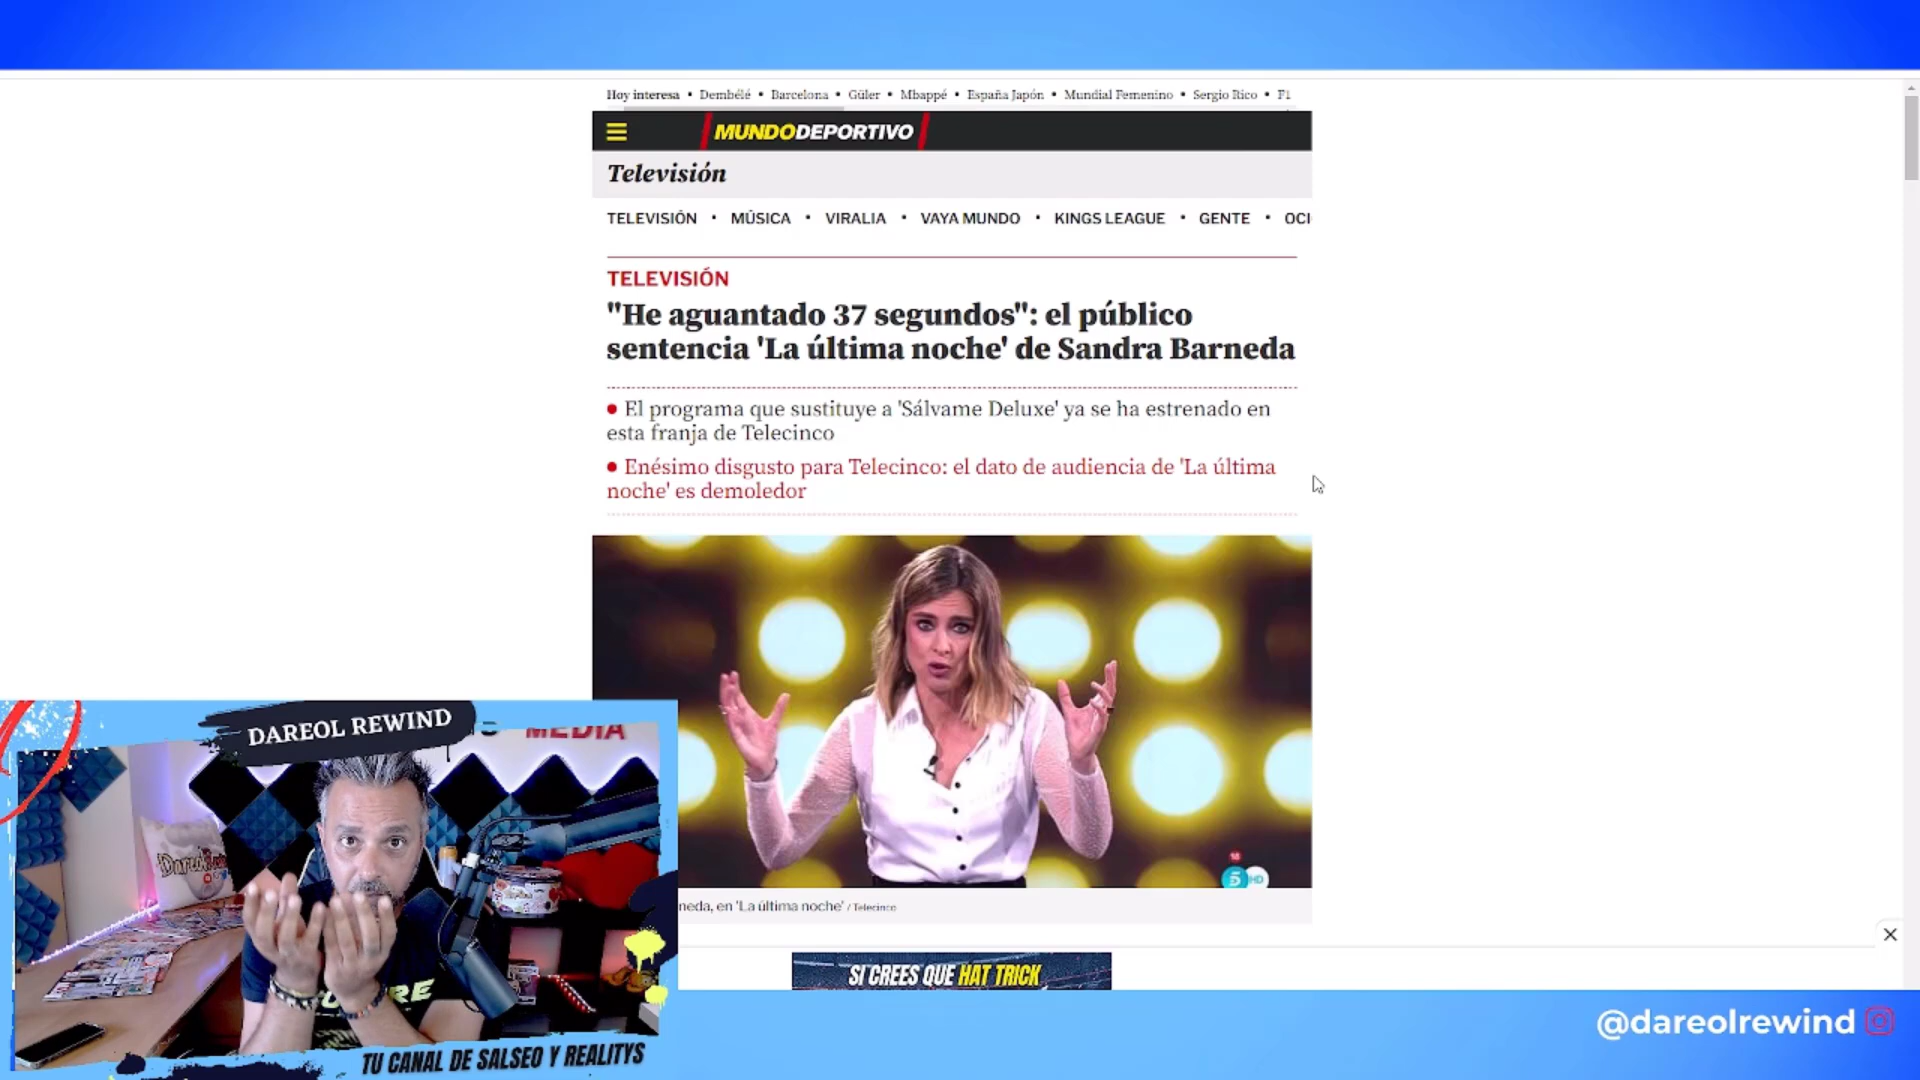 Hoy interesa • Dembélé • Barcelona • Güler • Mbappé • España Japón • Mundial Femenino • Sergio Rico • F1
MUNDODEPORTIVO
Televisión
TELEVISIÓN • MÚSICA • VIRALIA • VAYA MUNDO • KINGS LEAGUE • GENTE • OCI
TELEVISIÓN
"He aguantado 37 segundos": el público
sentencia 'La última noche' de Sandra Barneda
• El programa que sustituye a 'Sálvame Deluxe' ya se ha estrenado en
esta franja de Telecinco
• Enésimo disgusto para Telecinco: el dato de audiencia de 'La última
noche' es demoledor
18
5 HD
neda, en 'La última noche' / Telecinco
SI CREES QUE HAT TRICK
DAREOL REWIND
MEDIA
TU CANAL DE SALSEO Y REALITYS
@dareolrewind